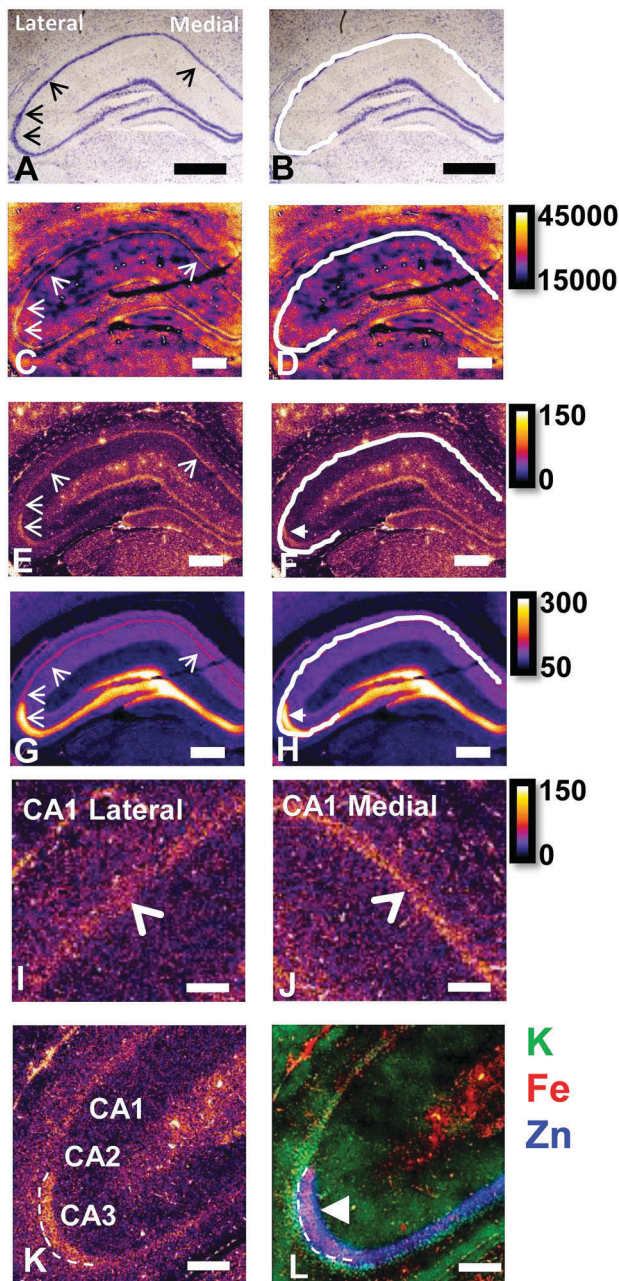 Lateral Medial
A B
45000
15000
C D
150
0
E F
300
50
G H
CA1 Lateral CA1 Medial
150
0
I J
K
Fe
Zn
CA1
CA2
CA3
K L